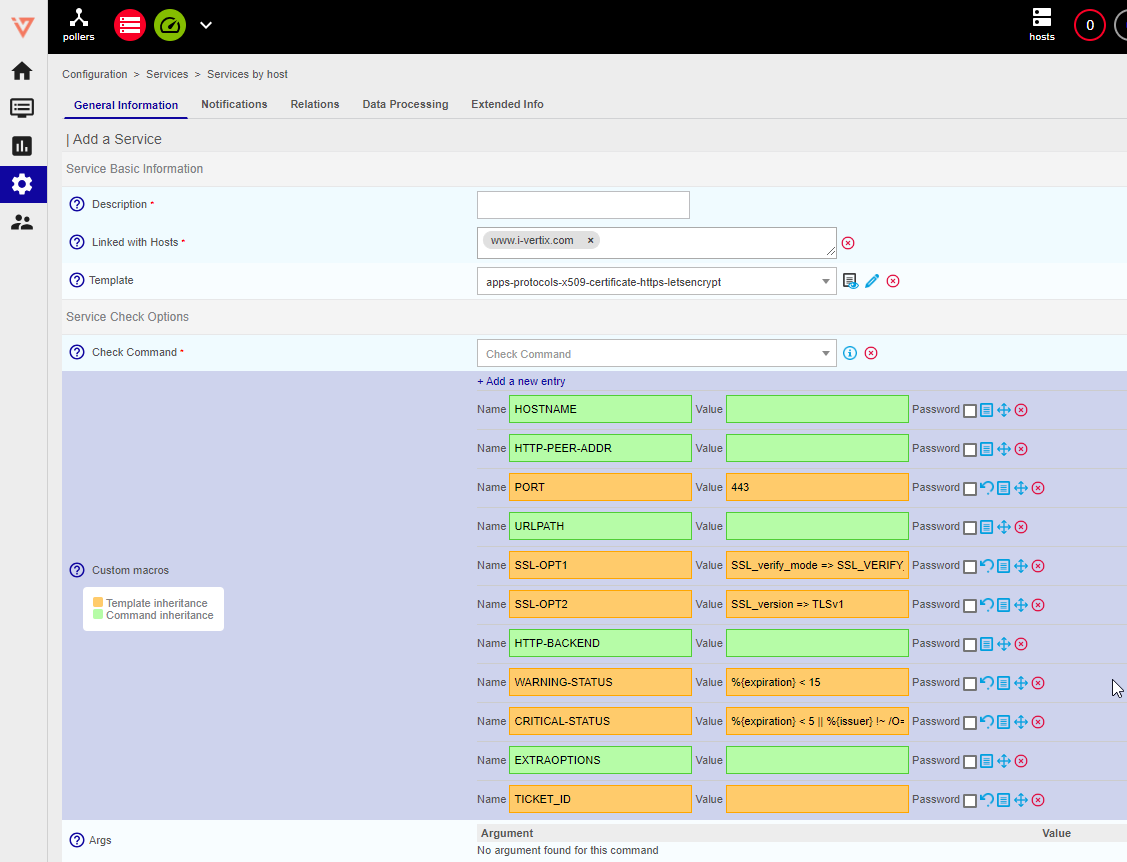 pollers
hosts
0
Configuration > Services > Services by host
General Information Notifications Relations Data Processing Extended Info
| Add a Service
Service Basic Information
Description *
Linked with Hosts * www.i-vertix.com ×
Template apps-protocols-x509-certificate-https-letsencrypt
Service Check Options
Check Command * Check Command
+ Add a new entry
Name HOSTNAME Value Password
Name HTTP-PEER-ADDR Value Password
Name PORT Value 443 Password
Name URLPATH Value Password
Name SSL-OPT1 Value SSL_verify_mode => SSL_VERIFY_ Password
Custom macros
Template inheritance
Command inheritance
Name SSL-OPT2 Value SSL_version => TLSv1 Password
Name HTTP-BACKEND Value Password
Name WARNING-STATUS Value %{expiration} < 15 Password
Name CRITICAL-STATUS Value %{expiration} < 5 || %{issuer} !~ /O= Password
Name EXTRAOPTIONS Value Password
Name TICKET_ID Value Password
Args
Argument Value
No argument found for this command